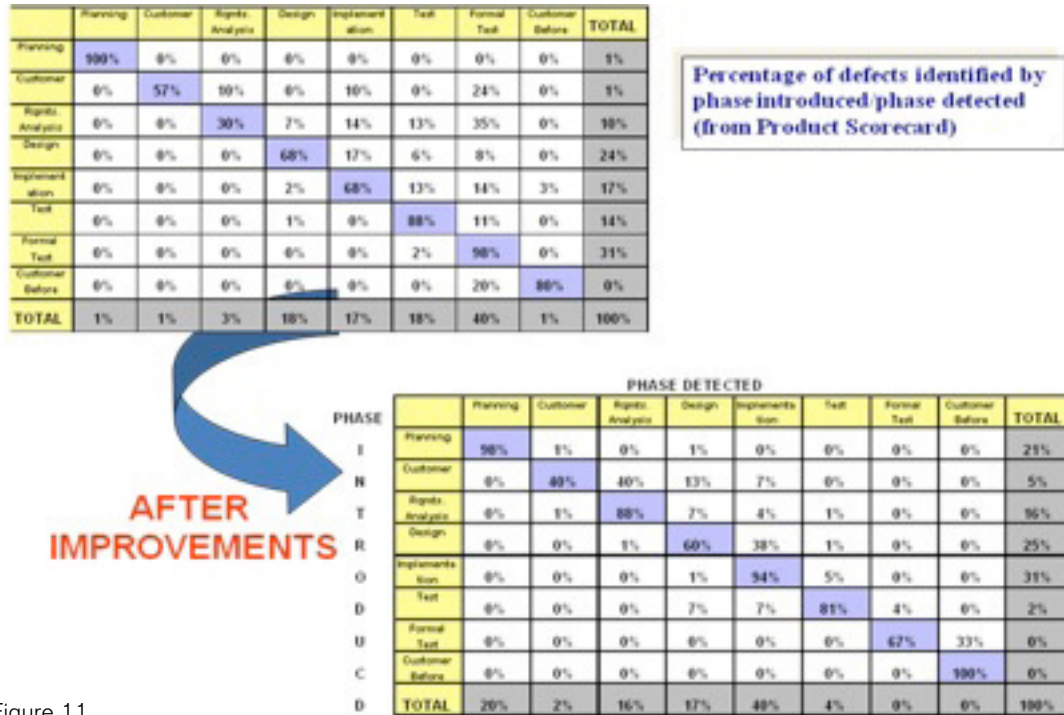 Planning Customer Rqmts. Analysis Design Implement ation Test Formal Test Customer Before TOTAL
Planning 100% 0% 0% 0% 0% 0% 0% 0% 1%
Customer 0% 57% 10% 0% 10% 0% 24% 0% 1%
Rqmts. Analysis 0% 0% 30% 7% 14% 13% 35% 0% 10%
Design 0% 0% 0% 68% 17% 6% 8% 0% 24%
Implement ation 0% 0% 0% 2% 68% 13% 14% 3% 17%
Test 0% 0% 0% 1% 0% 88% 11% 0% 14%
Formal Test 0% 0% 0% 0% 0% 2% 98% 0% 31%
Customer Before 0% 0% 0% 0% 0% 0% 20% 80% 0%
TOTAL 1% 1% 3% 18% 17% 18% 40% 1% 100%
Percentage of defects identified by
phase introduced/phase detected
(from Product Scorecard)
AFTER
IMPROVEMENTS
PHASE DETECTED
PHASE
INTRODUCD
Planning Customer Rqmts. Analysis Design Implementa tion Test Formal Test Customer Before TOTAL
Planning 98% 1% 0% 1% 0% 0% 0% 0% 21%
Customer 0% 40% 40% 13% 7% 0% 0% 0% 5%
Rqmts. Analysis 0% 1% 88% 7% 4% 1% 0% 0% 16%
Design 0% 0% 1% 60% 38% 1% 0% 0% 25%
Implementa tion 0% 0% 0% 1% 94% 5% 0% 0% 31%
Test 0% 0% 0% 7% 7% 81% 4% 0% 2%
Formal Test 0% 0% 0% 0% 0% 0% 67% 33% 0%
Customer Before 0% 0% 0% 0% 0% 0% 0% 100% 0%
TOTAL 20% 2% 16% 17% 40% 4% 0% 0% 100%
Figure 11